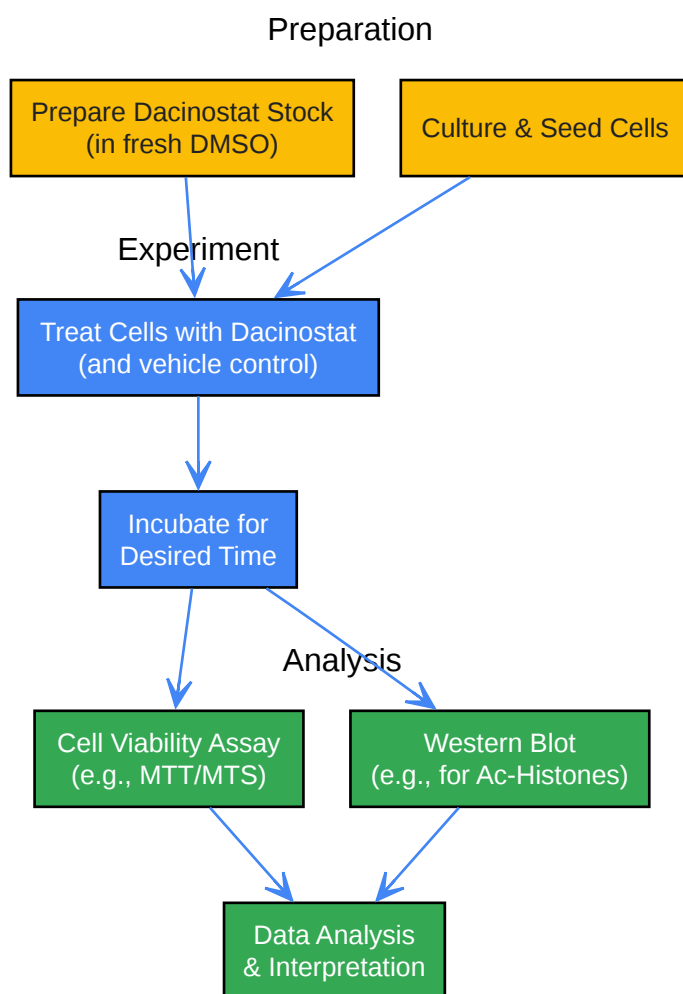 Preparation
Prepare Dacinostat Stock
(in fresh DMSO)
Culture & Seed Cells
Experiment
Treat Cells with Dacinostat
(and vehicle control)
Incubate for
Desired Time
Analysis
Cell Viability Assay
(e.g., MTT/MTS)
Western Blot
(e.g., for Ac-Histones)
Data Analysis
& Interpretation